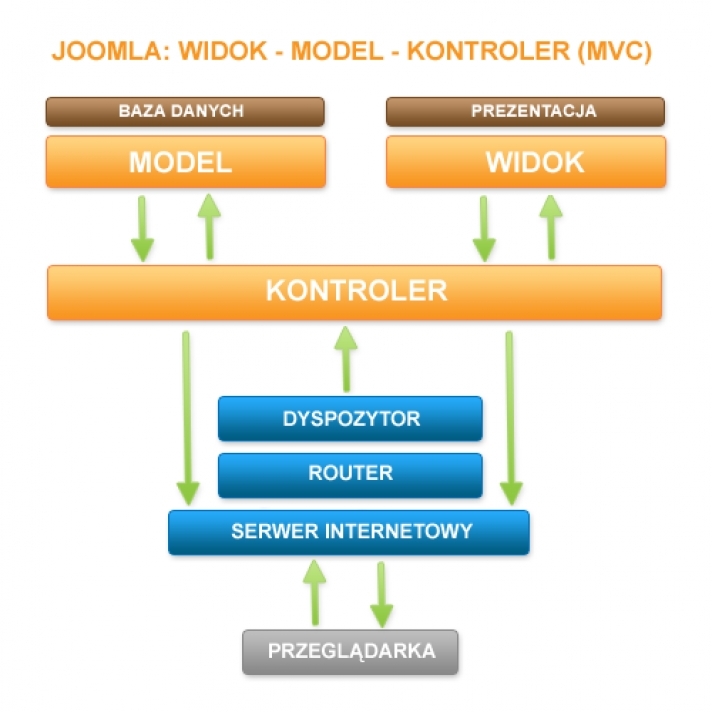 JOOMLA: WIDOK - MODEL - KONTROLER (MVC)
BAZA DANYCH
PREZENTACJA
MODEL
WIDOK
KONTROLER
DYSPOZYTOR
ROUTER
SERWER INTERNETOWY
PRZEGLĄDARKA